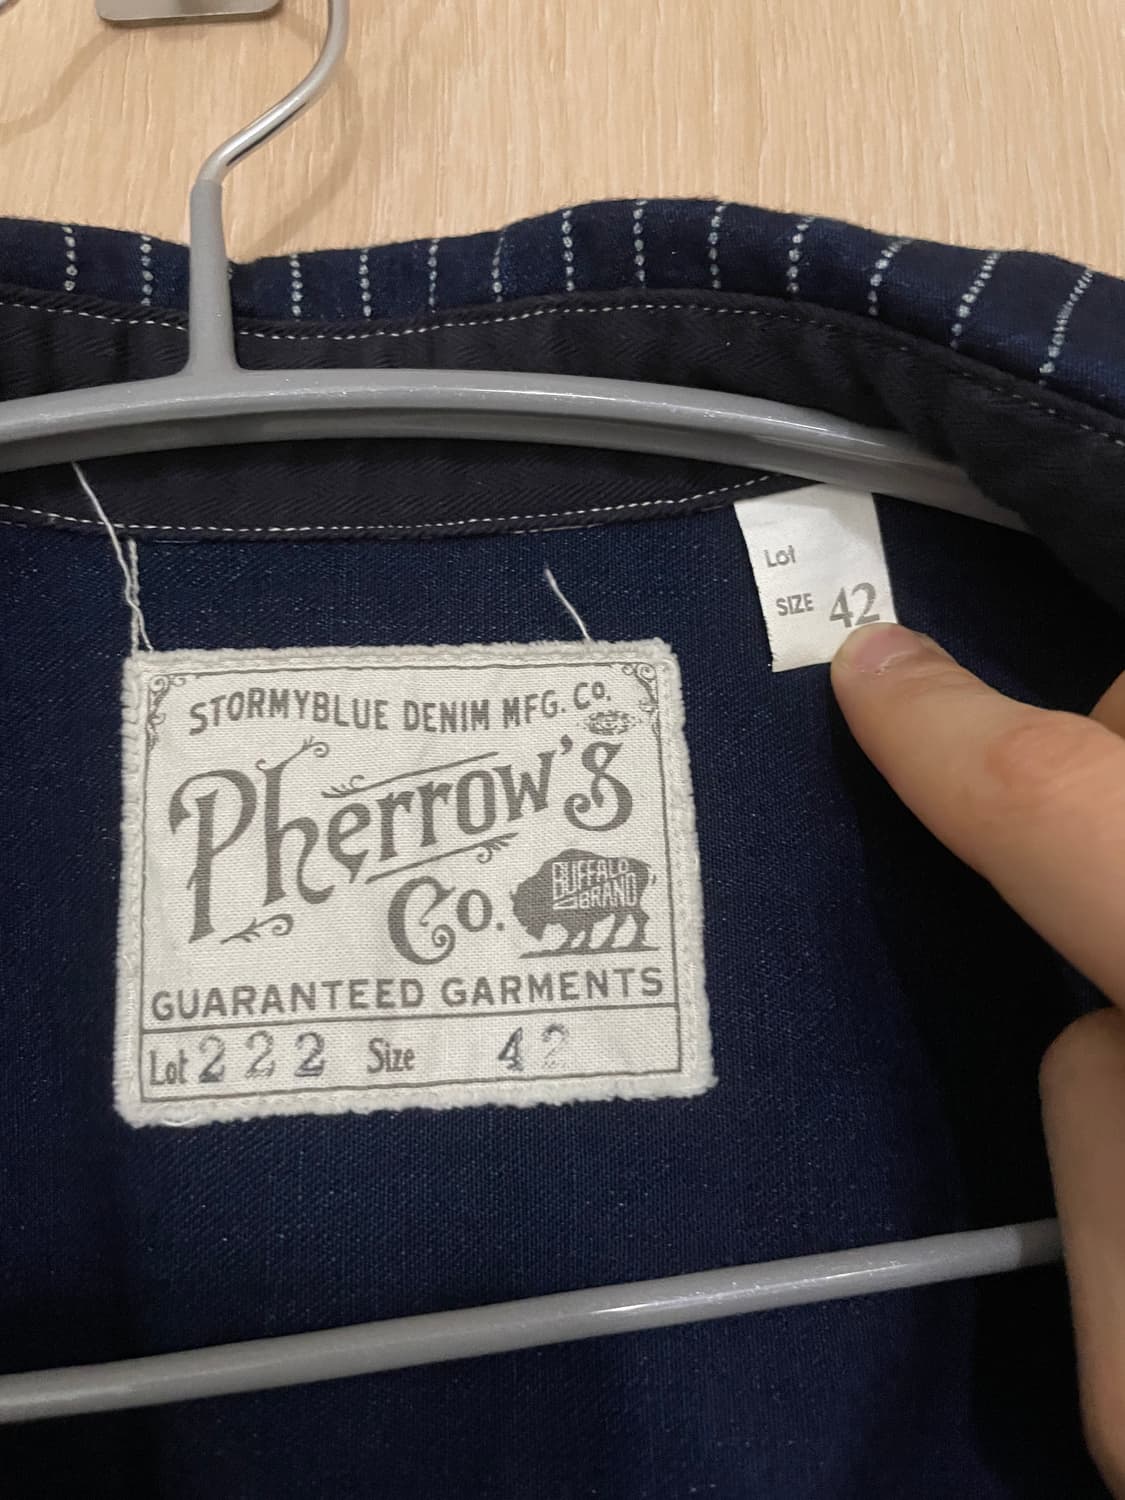 Lot
SIZE 42
STORMYBLUE DENIM MFG. Co.
Pherrow's
Co.
BUFFALO
BRAND
GUARANTEED GARMENTS
Lot 222 Size 42